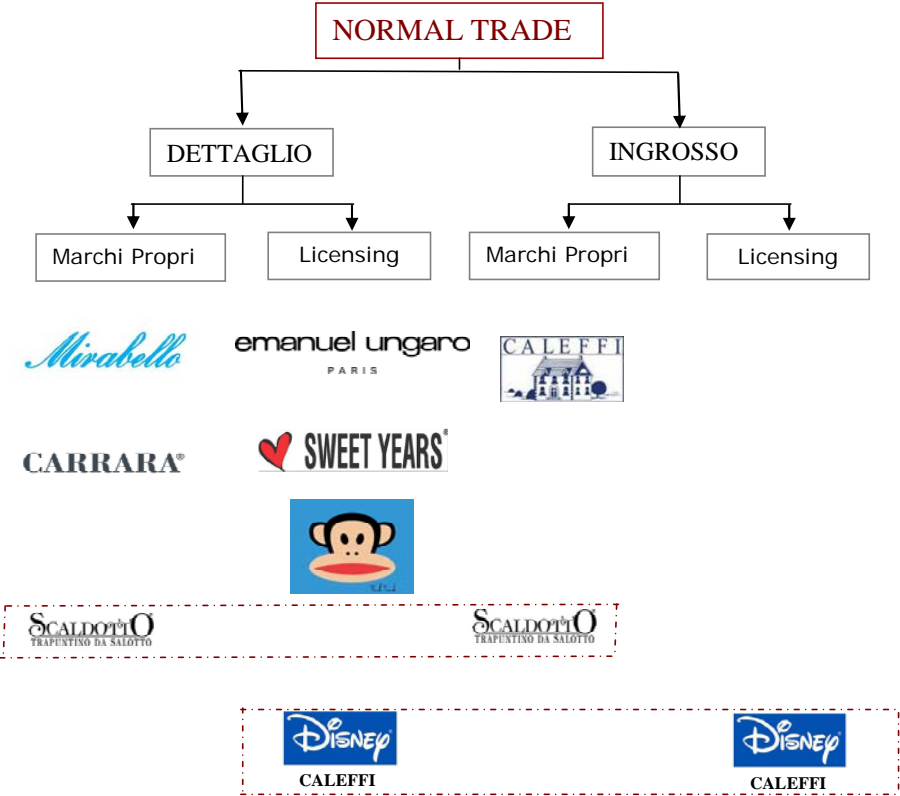 NORMAL TRADE
DETTAGLIO
INGROSSO
Marchi Propri
Licensing
Marchi Propri
Licensing
Mirabello
emanuel ungaro
PARIS
CALEFFI
CARRARA®
SWEET YEARS®
SCALDOTTO
TRAPUNTINO DA SALOTTO
SCALDOTTO
TRAPUNTINO DA SALOTTO
Disney
CALEFFI
Disney
CALEFFI